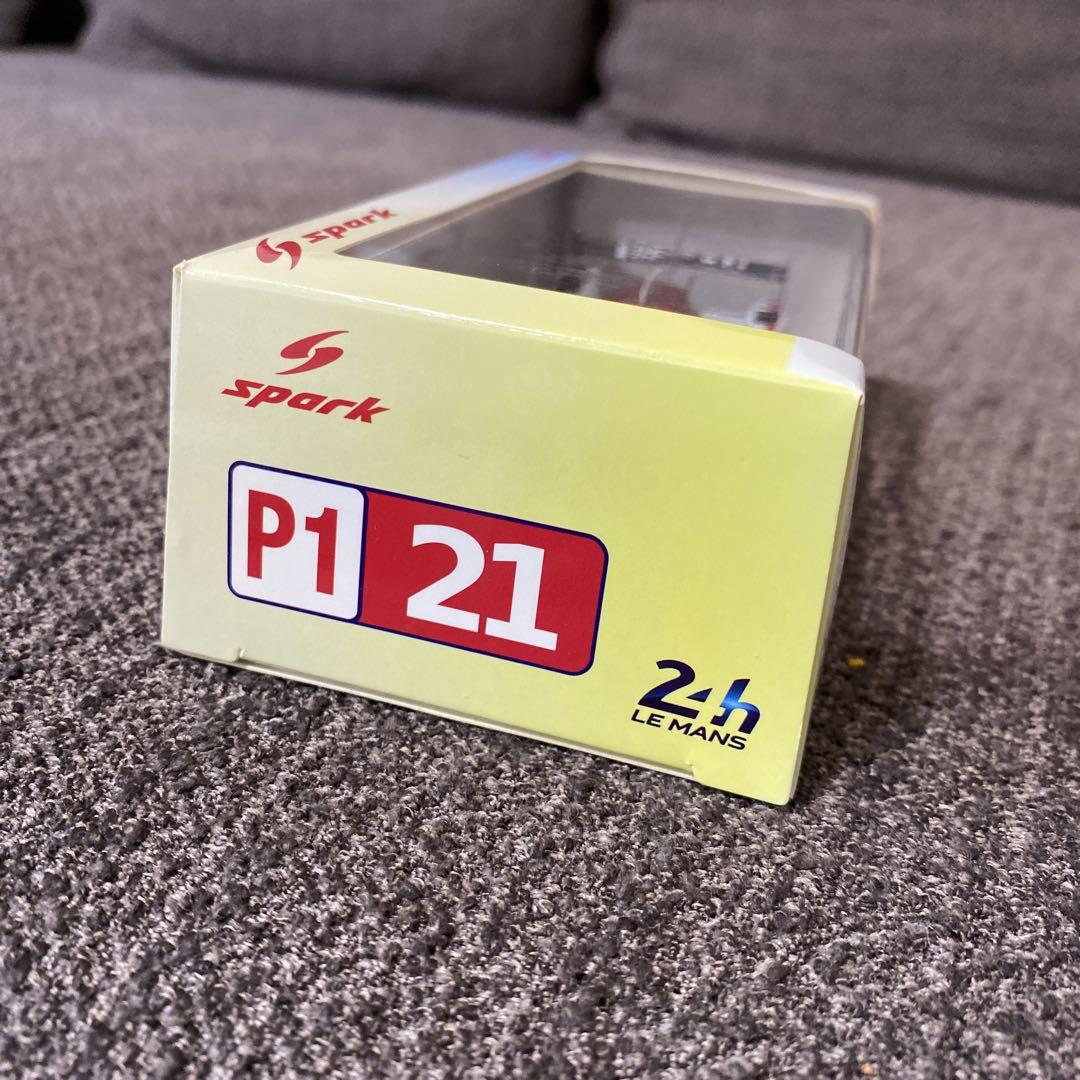 spark
spark
P1 21
24h
LE MANS